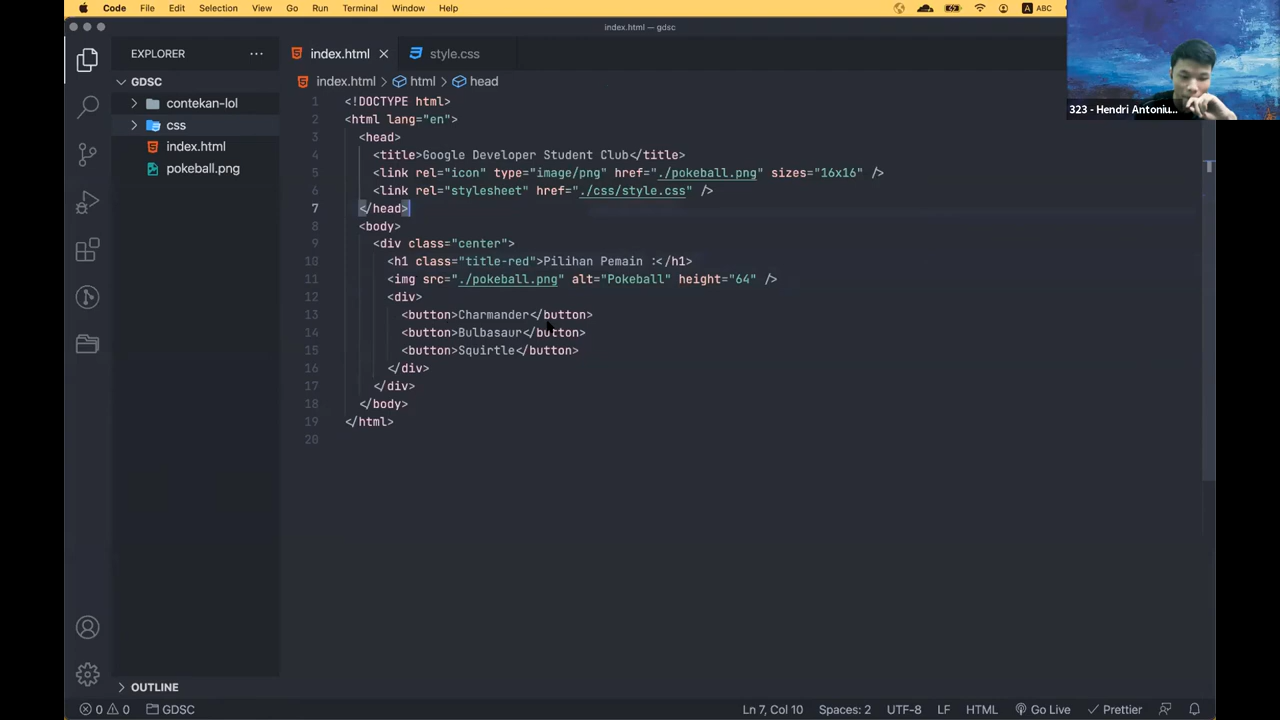 Code File Edit Selection View Go Run Terminal Window Help
A ABC
index.html — gdsc
323 - Hendri Antoniu...
EXPLORER
GDSC
contekan-lol
css
index.html
pokeball.png
OUTLINE
index.html
style.css
index.html > html > head
1 <!DOCTYPE html>
2 <html lang="en">
3 <head>
4 <title>Google Developer Student Club</title>
5 <link rel="icon" type="image/png" href="./pokeball.png" sizes="16x16" />
6 <link rel="stylesheet" href="./css/style.css" />
7 </head>
8 <body>
9 <div class="center">
10 <h1 class="title-red">Pilihan Pemain :</h1>
11 <img src="./pokeball.png" alt="Pokeball" height="64" />
12 <div>
13 <button>Charmander</button>
14 <button>Bulbasaur</button>
15 <button>Squirtle</button>
16 </div>
17 </div>
18 </body>
19 </html>
20
0 0 GDSC
Ln 7, Col 10 Spaces: 2 UTF-8 LF HTML Go Live Prettier